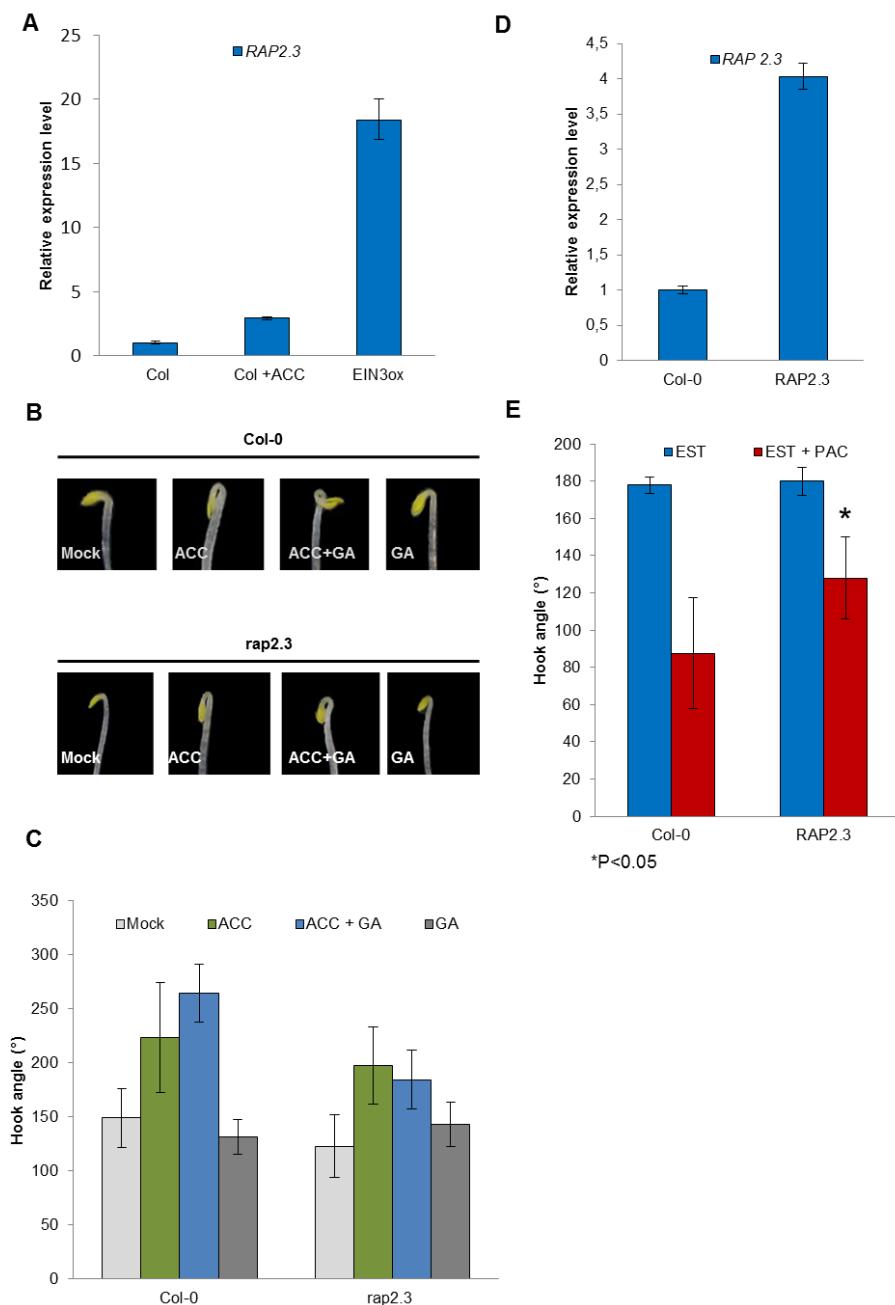 A
RAP2.3
Relative expression level
25
20
15
10
5
0
Col
Col +ACC
EIN3ox
B
Col-0
Mock
ACC
ACC+GA
GA
rap2.3
Mock
ACC
ACC+GA
GA
C
Mock
ACC
ACC + GA
GA
Hook angle (°)
350
300
250
200
150
100
50
0
Col-0
rap2.3
D
RAP 2.3
Relative expression level
4,5
4
3,5
3
2,5
2
1,5
1
0,5
0
Col-0
RAP2.3
E
EST
EST + PAC
Hook angle (°)
200
180
160
140
120
100
80
60
40
20
0
*
Col-0
RAP2.3
*P<0.05